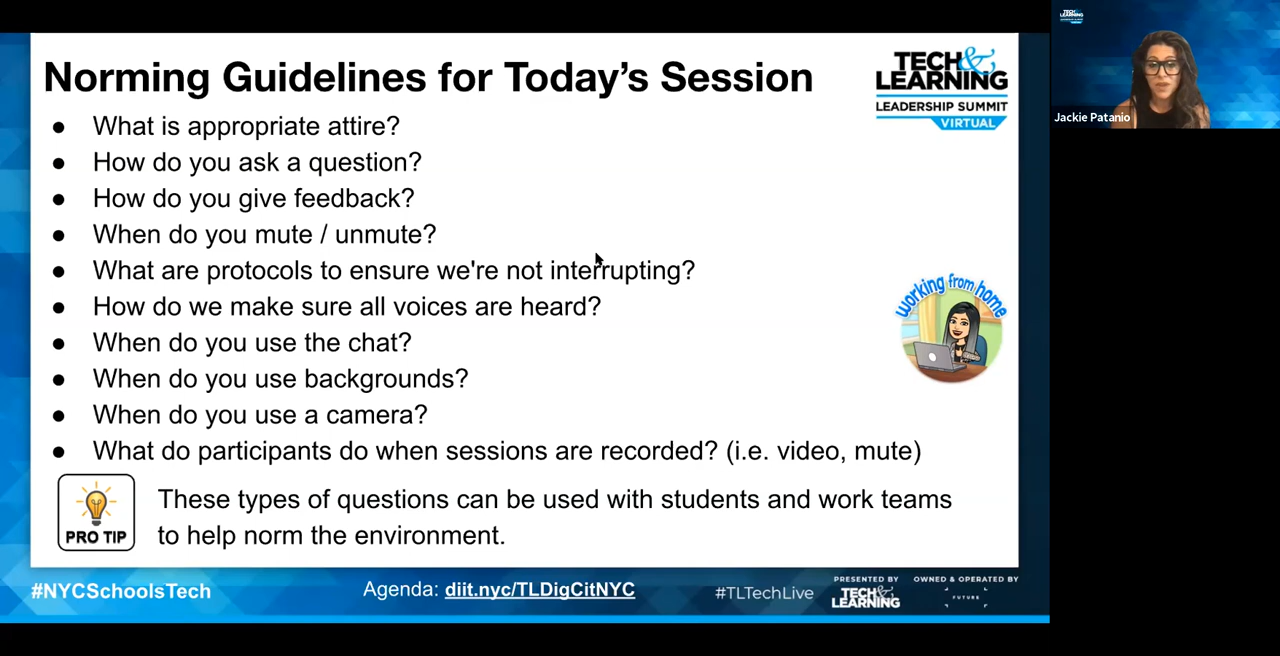 Norming Guidelines for Today's Session
TECH&
LEARNING
LEADERSHIP SUMMIT
VIRTUAL
● What is appropriate attire?
● How do you ask a question?
● How do you give feedback?
● When do you mute / unmute?
● What are protocols to ensure we're not interrupting?
● How do we make sure all voices are heard?
● When do you use the chat?
● When do you use backgrounds?
● When do you use a camera?
● What do participants do when sessions are recorded? (i.e. video, mute)
working from home
PRO TIP
These types of questions can be used with students and work teams
to help norm the environment.
#NYCSchoolsTech
Agenda: diit.nyc/TLDigCitNYC
#TLTechLive
PRESENTED BY
TECH&
LEARNING
OWNED & OPERATED BY
FUTURE
TECH&
LEARNING
Jackie Patanio